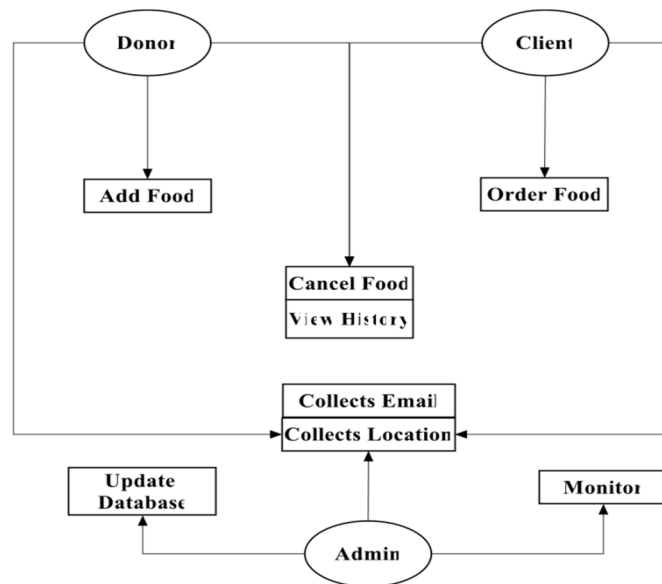 Donor
Client
Add Food
Order Food
Cancel Food
View History
Collects Email
Collects Location
Update
Database
Monitor
Admin